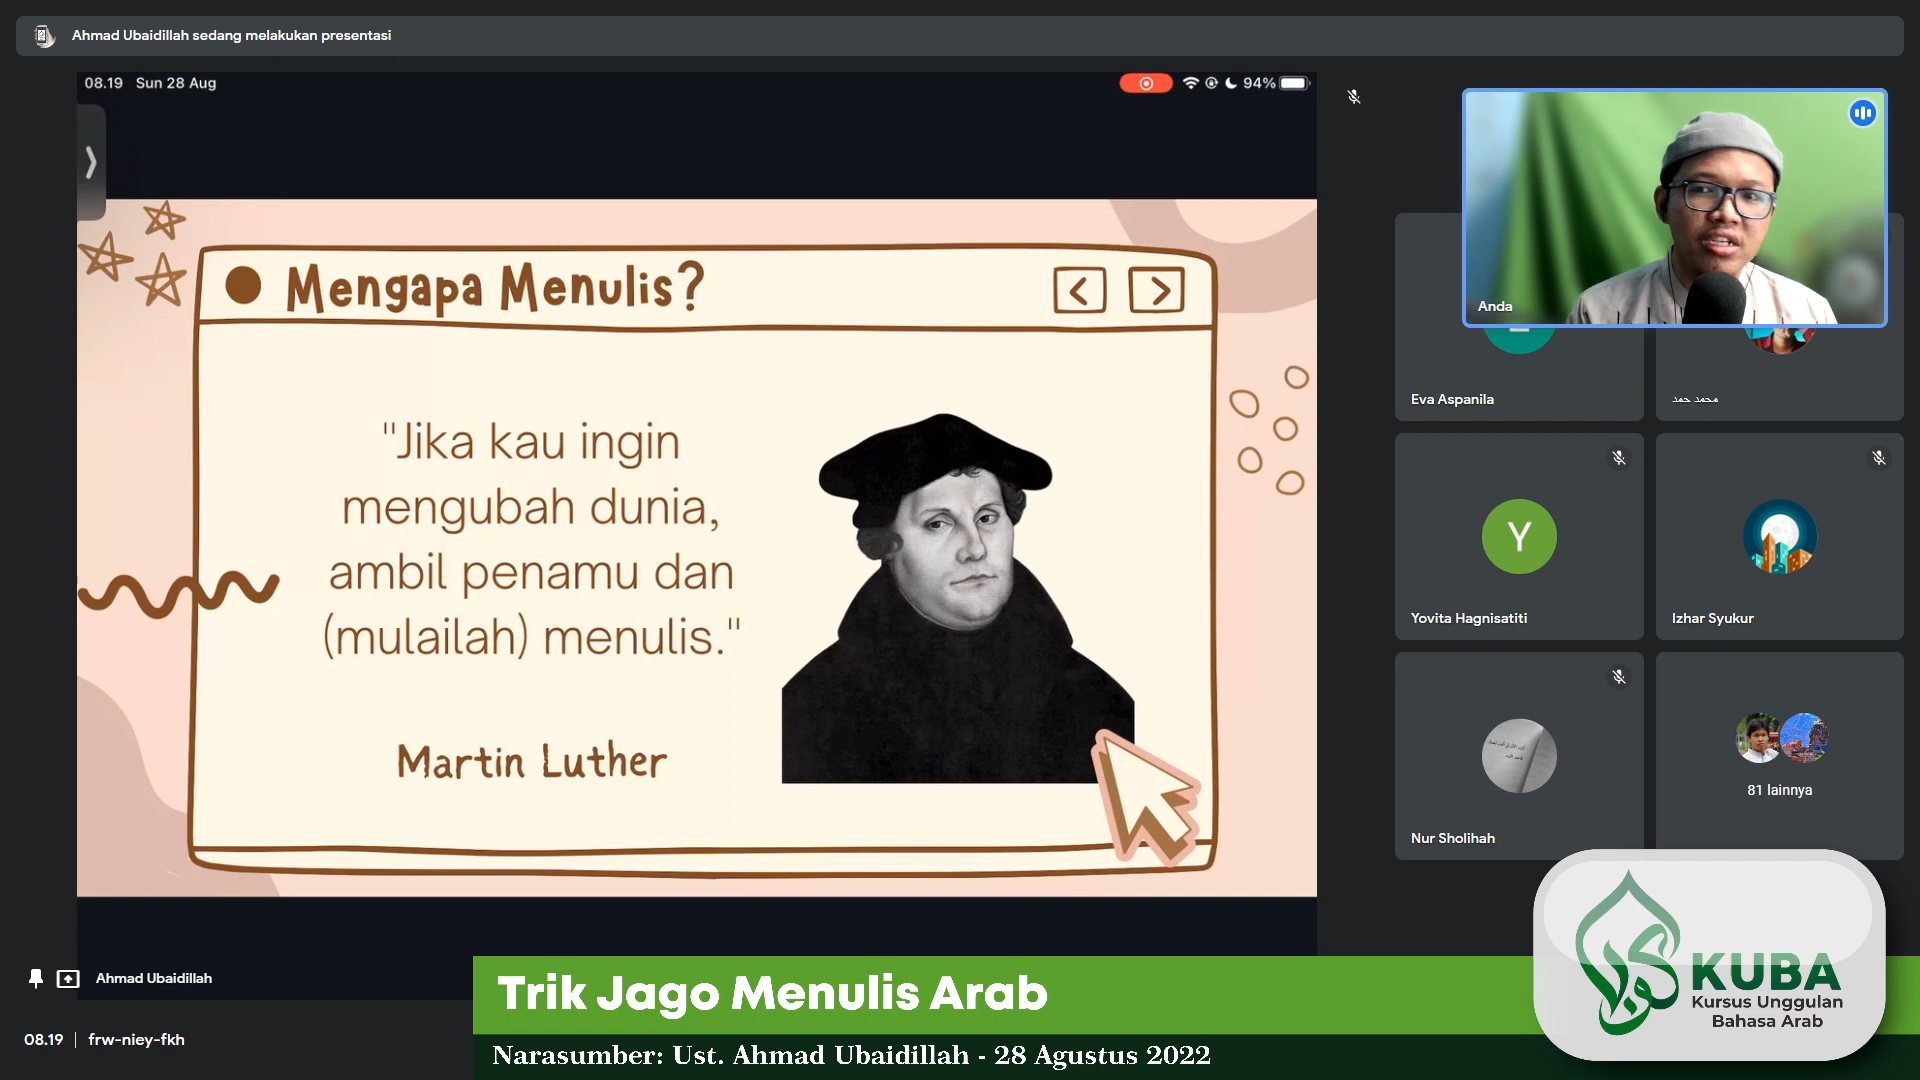 Ahmad Ubaidillah sedang melakukan presentasi
08.19 Sun 28 Aug
94%
Mengapa Menulis?
"Jika kau ingin
mengubah dunia,
ambil penamu dan
(mulailah) menulis."
Martin Luther
Anda
Eva Aspanila
محمد حمد
Y
Yovita Hagnisatiti
Izhar Syukur
Nur Sholihah
81 lainnya
Ahmad Ubaidillah
08.19 | frw-niey-fkh
Trik Jago Menulis Arab
Narasumber: Ust. Ahmad Ubaidillah - 28 Agustus 2022
KUBA
Kursus Unggulan
Bahasa Arab